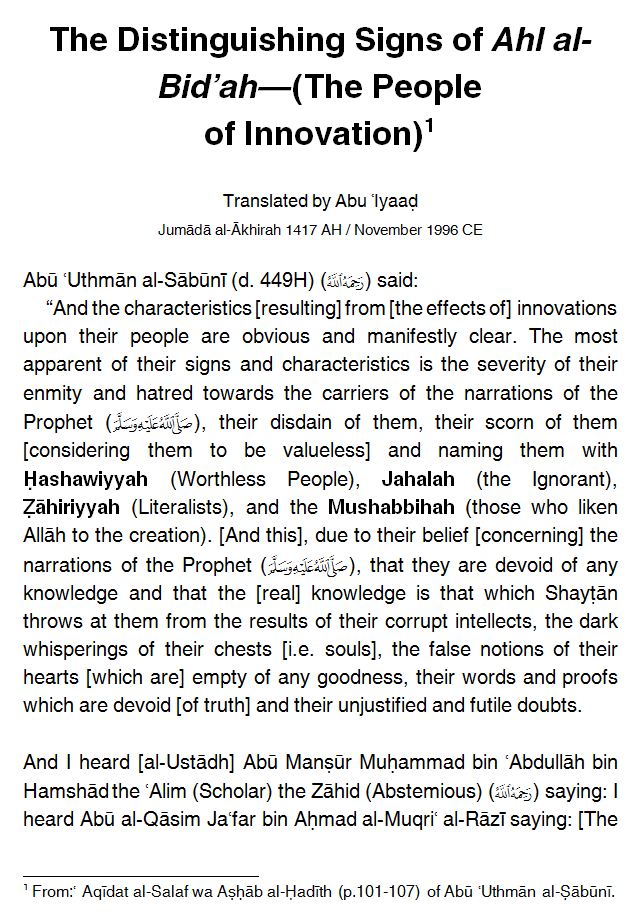 The Distinguishing Signs of Ahl al-
Bid’ah—(The People
of Innovation)1
Translated by Abu ʿIyaaḍ
Jumādā al-Ākhirah 1417 AH / November 1996 CE
Abū ʿUthmān al-Sābūnī (d. 449H) (رَحِمَهُ ٱللَّٰهُ) said:
“And the characteristics [resulting] from [the effects of] innovations
upon their people are obvious and manifestly clear. The most
apparent of their signs and characteristics is the severity of their
enmity and hatred towards the carriers of the narrations of the
Prophet (صَلَّى ٱللَّٰهُ عَلَيْهِ وَسَلَّمَ), their disdain of them, their scorn of them
[considering them to be valueless] and naming them with
Ḥashawiyyah (Worthless People), Jahalah (the Ignorant),
Ẓāhiriyyah (Literalists), and the Mushabbihah (those who liken
Allāh to the creation). [And this], due to their belief [concerning] the
narrations of the Prophet (صَلَّى ٱللَّٰهُ عَلَيْهِ وَسَلَّمَ), that they are devoid of any
knowledge and that the [real] knowledge is that which Shayṭān
throws at them from the results of their corrupt intellects, the dark
whisperings of their chests [i.e. souls], the false notions of their
hearts [which are] empty of any goodness, their words and proofs
which are devoid [of truth] and their unjustified and futile doubts.
And I heard [al-Ustādh] Abū Manṣūr Muḥammad bin ʿAbdullāh bin
Hamshād the ʿAlim (Scholar) the Zāhid (Abstemious) (رَحِمَهُ ٱللَّٰهُ) saying: I
heard Abū al-Qāsim Jaʿfar bin Aḥmad al-Muqriʿ al-Rāzī saying: [The
1 From:ʿ Aqīdat al-Salaf wa Aṣḥāb al-Ḥadīth (p.101-107) of Abū ʿUthmān al-Ṣābūnī.